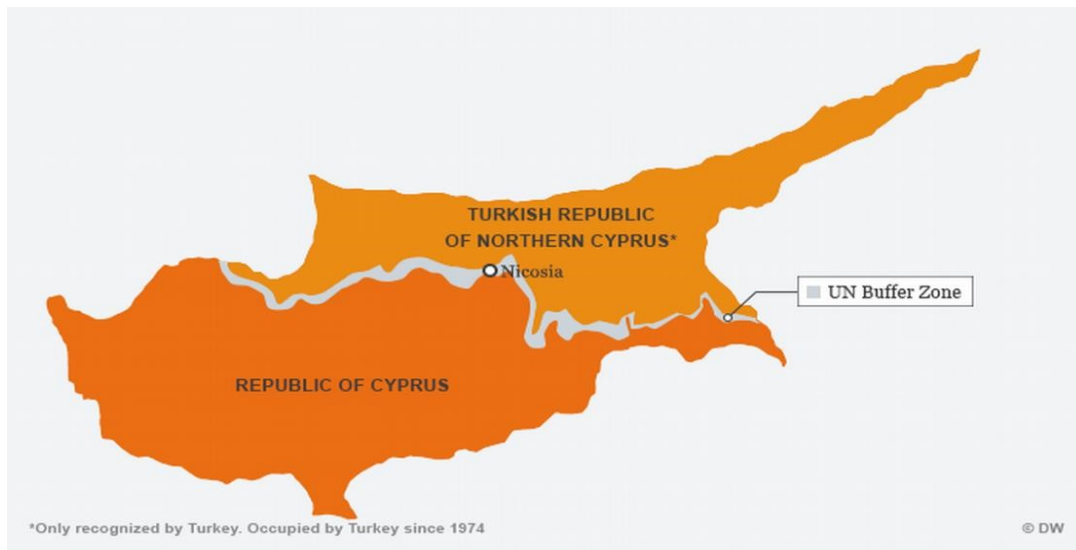 TURKISH REPUBLIC
OF NORTHERN CYPRUS*
Nicosia
UN Buffer Zone
REPUBLIC OF CYPRUS
*Only recognized by Turkey. Occupied by Turkey since 1974
© DW